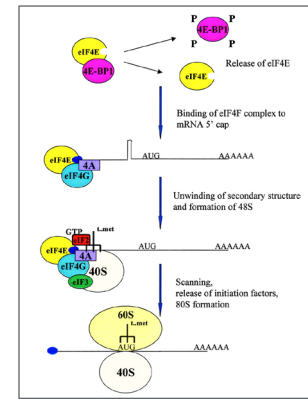 P P
4E-BP1
P P
eIF4E
4E-BP1
eIF4E
Release of eIF4E
Binding of eIF4F complex to
mRNA 5' cap
eIF4E
4A
eIF4G
AUG
AAAAAA
Unwinding of secondary structure
and formation of 48S
GTP
t.met
eIF2
eIF4E
4A
eIF4G
40S
eIF3
AUG
AAAAAA
Scanning,
release of initiation factors,
80S formation
60S
t.met
AUG
AAAAAA
40S